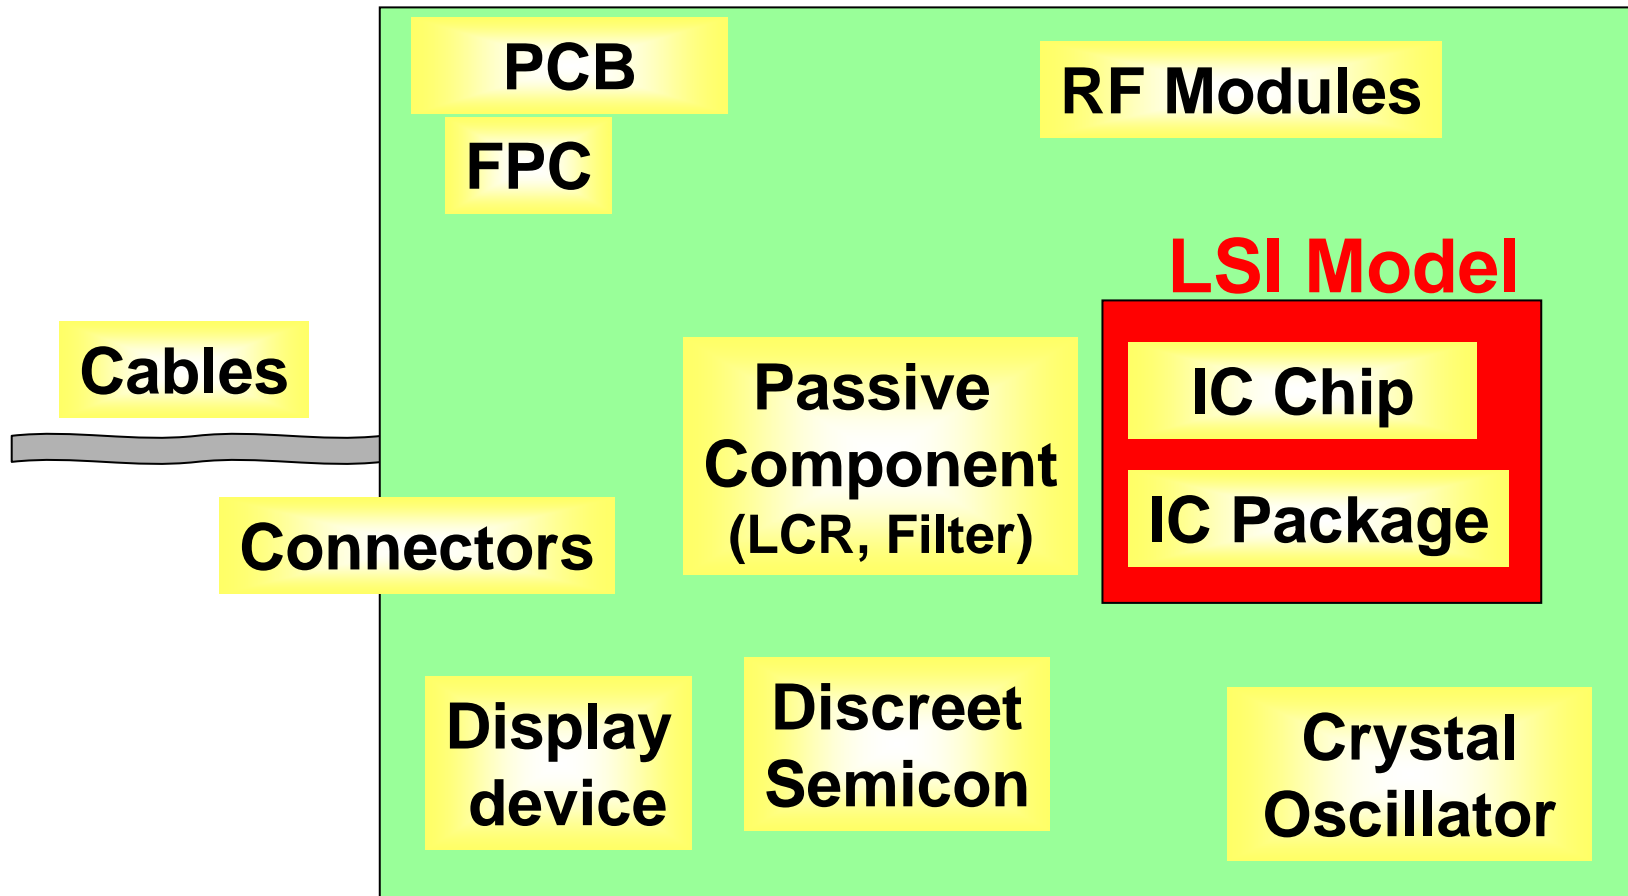 PCB
RF Modules
FPC
LSI Model
Cables
Passive
Component
(LCR, Filter)
IC Chip
IC Package
Connectors
Display
device
Discreet
Semicon
Crystal
Oscillator